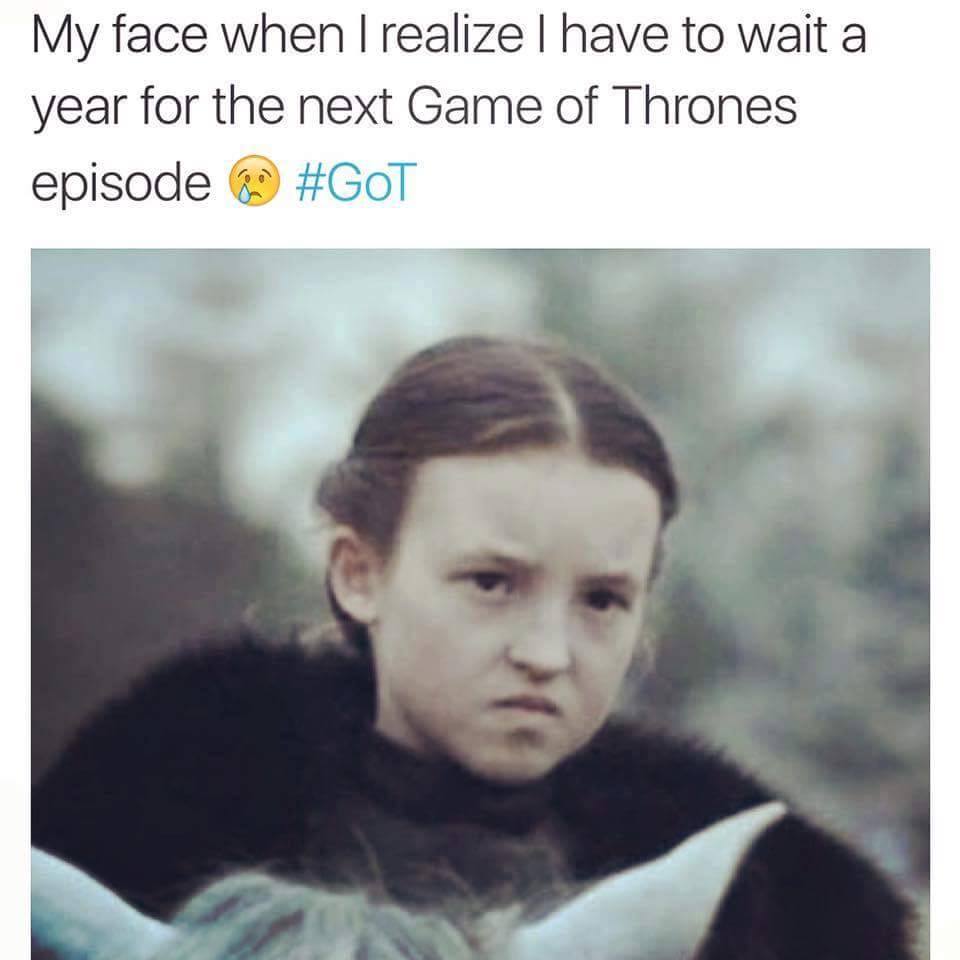 My face when I realize I have to wait a
year for the next Game of Thrones
episode 😢 #GoT